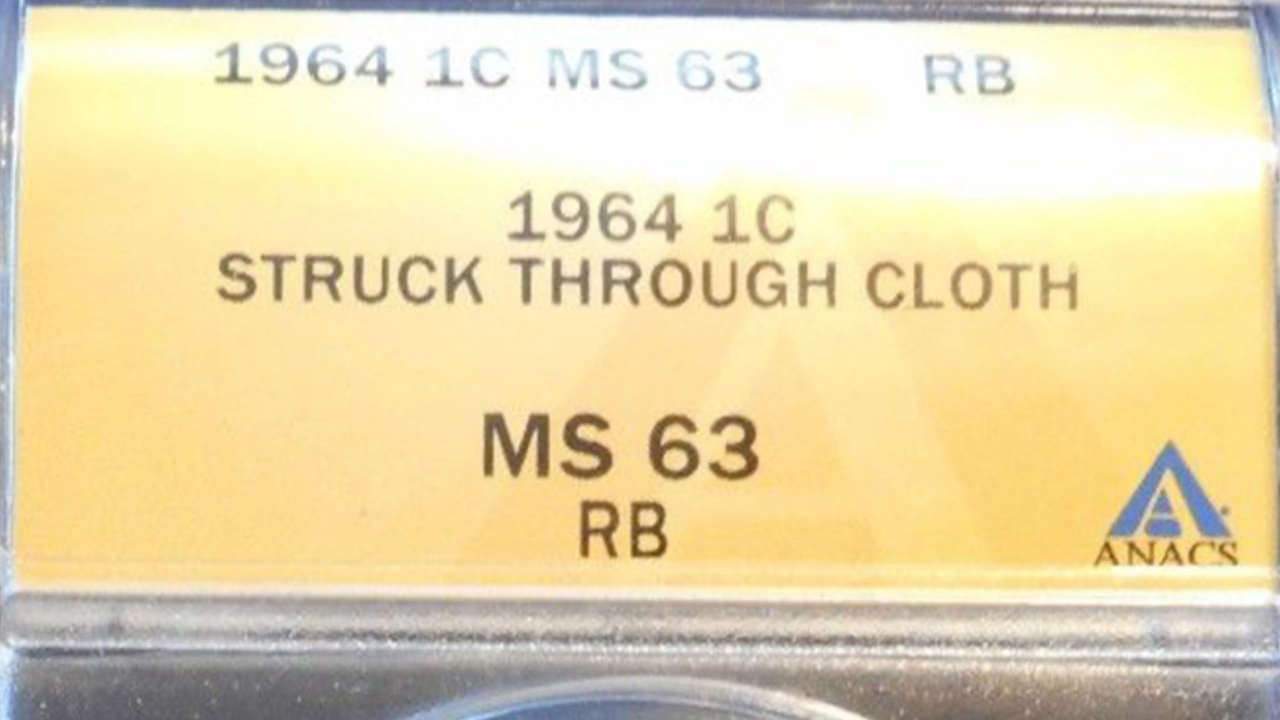 1964 1C MS 63 RB
1964 1C
STRUCK THROUGH CLOTH
MS 63
RB
ANACS